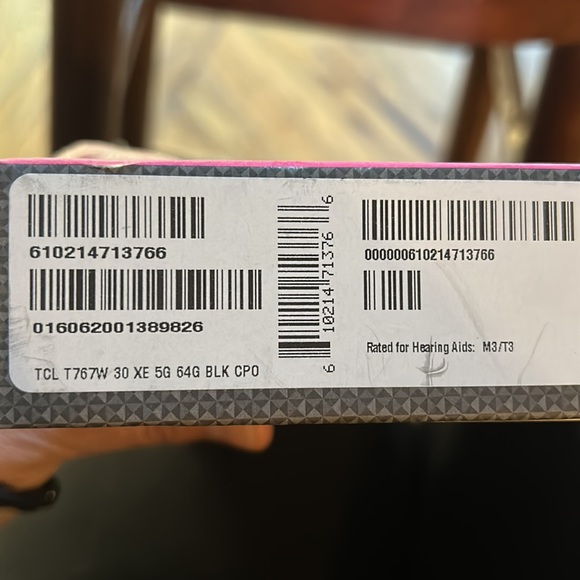 610214713766
016062001389826
TCL T767W 30 XE 5G 64G BLK CPO
6 10214 71376 6
000000610214713766
Rated for Hearing Aids: M3/T3